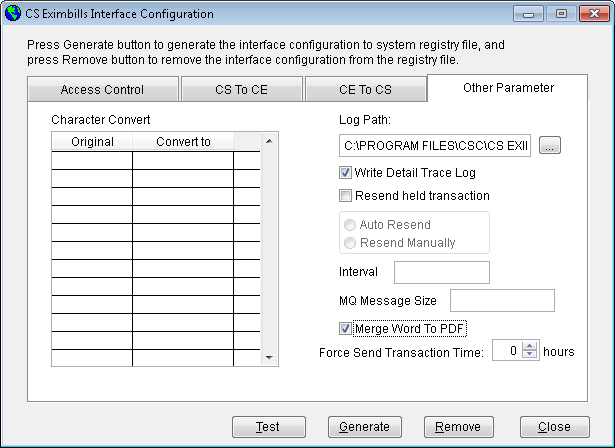 CS Eximbills Interface Configuration
Press Generate button to generate the interface configuration to system registry file, and
press Remove button to remove the interface configuration from the registry file.
Access Control
CS To CE
CE To CS
Other Parameter
Character Convert
Original
Convert to
Log Path:
C:\PROGRAM FILES\CSC\CS EXII
...
Write Detail Trace Log
Resend held transaction
Auto Resend
Resend Manually
Interval
MQ Message Size
Merge Word To PDF
Force Send Transaction Time: 0 hours
Test
Generate
Remove
Close